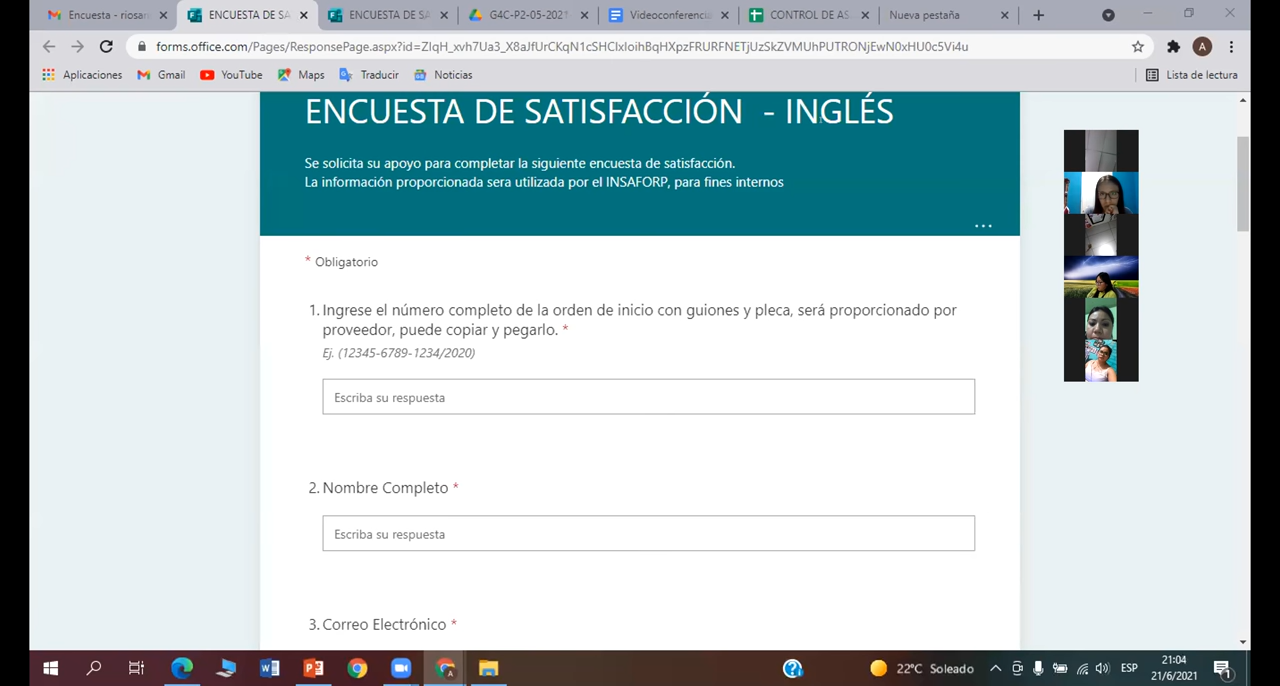 Encuesta - riosar
ENCUESTA DE SA
ENCUESTA DE SA
G4C-P2-05-202
Videoconferenci
CONTROL DE AS
Nueva pestaña
forms.office.com/Pages/ResponsePage.aspx?id=ZIqH_xvh7Ua3_X8aJfUrCKqN1cSHCIxloihBqHXpzFRURFNETjUzSkZVMUhPUTRONjEwN0xHU0c5Vi4u
A
Aplicaciones
Gmail
YouTube
Maps
Traducir
Noticias
Lista de lectura
ENCUESTA DE SATISFACCIÓN - INGLÉS
Se solicita su apoyo para completar la siguiente encuesta de satisfacción.
La información proporcionada sera utilizada por el INSAFORP, para fines internos
...
* Obligatorio
1. Ingrese el número completo de la orden de inicio con guiones y pleca, será proporcionado por
proveedor, puede copiar y pegarlo. *
Ej. (12345-6789-1234/2020)
Escriba su respuesta
2. Nombre Completo *
Escriba su respuesta
3. Correo Electrónico *
22°C Soleado
ESP
21:04
21/6/2021